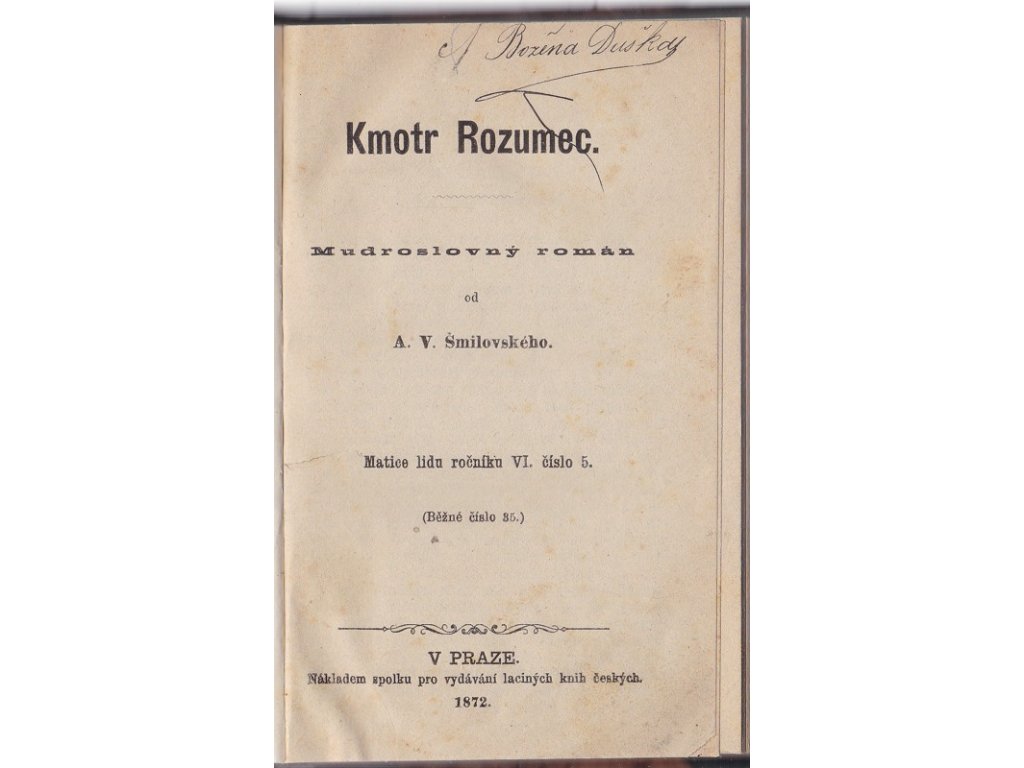 Božena Duška
Kmotr Rozumec.
Mudroslovný román
od
A. V. Šmilovského.
Matice lidu ročníku VI. číslo 5.
(Běžné číslo 35.)
V PRAZE.
Nákladem spolku pro vydávání laciných knih českých.
1872.